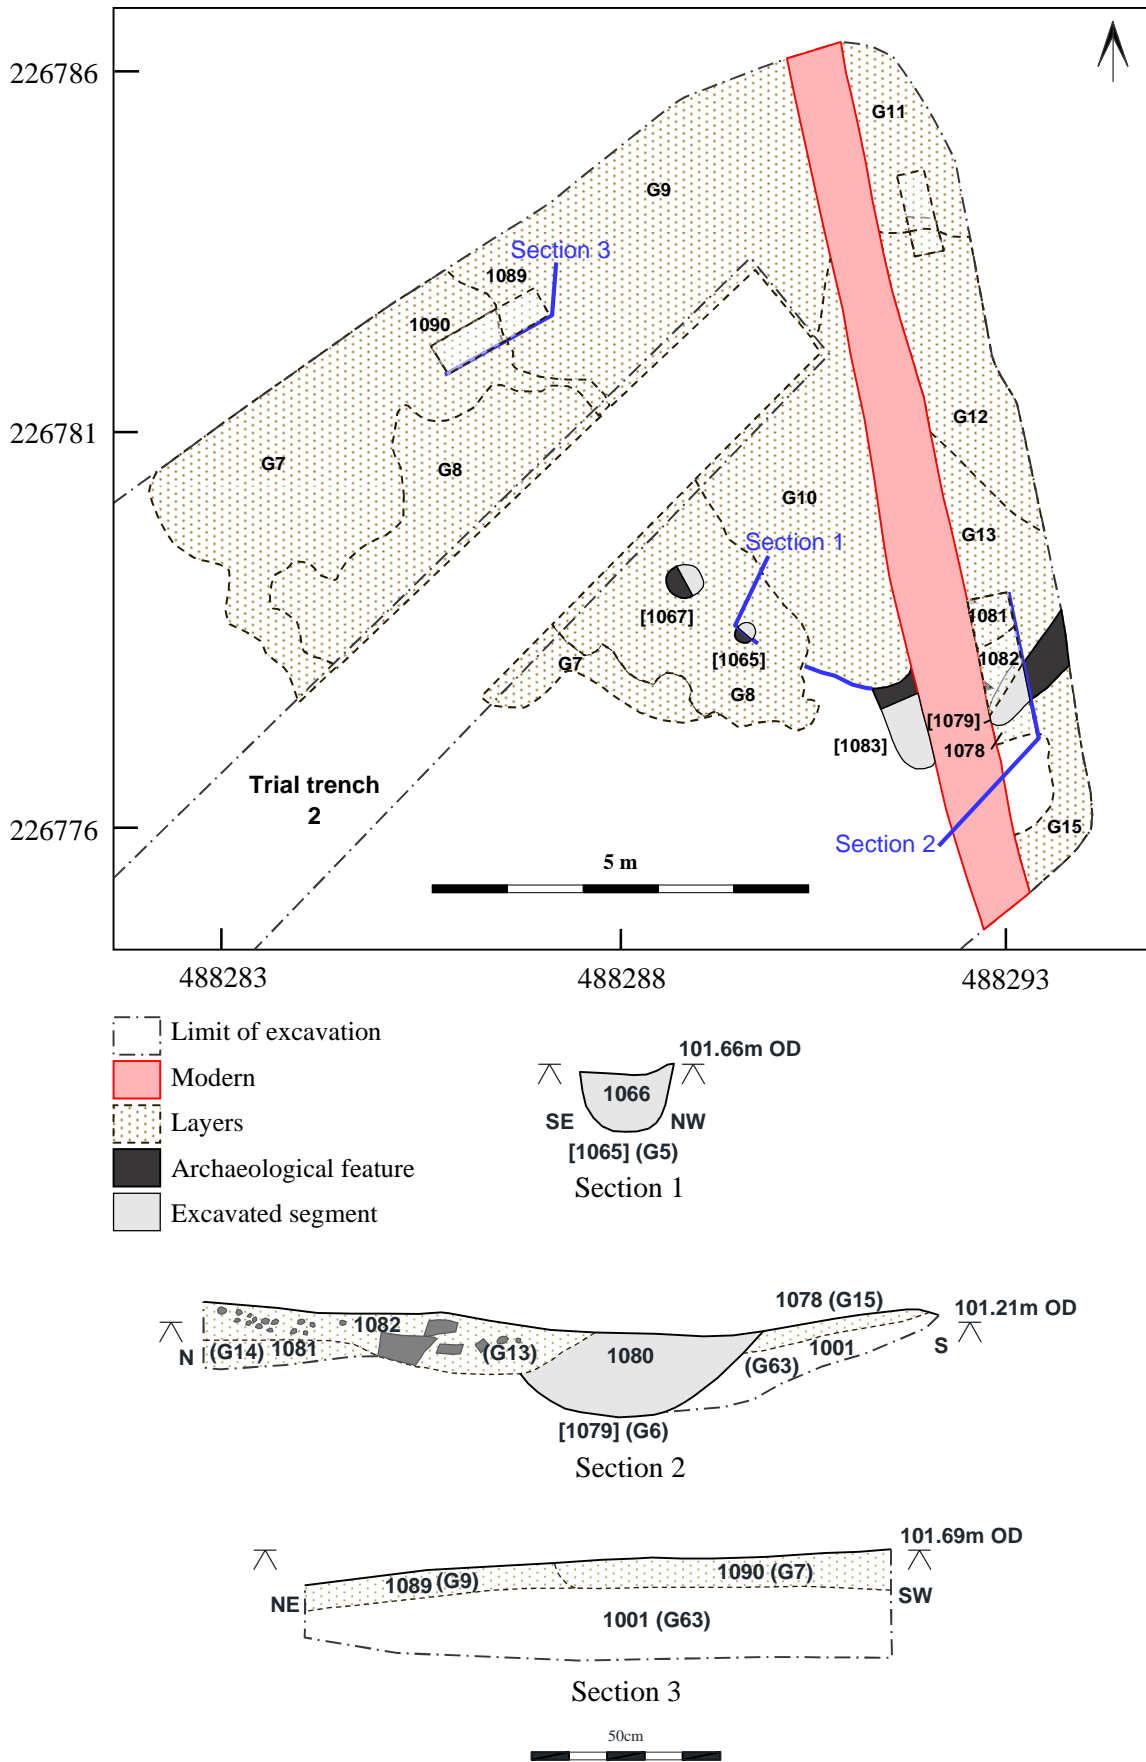 226786
G11
G9
Section 3
1089
1090
226781
G12
G7
G8
G10
G13
Section 1
[1067]
1081
[1065]
1082
G7
G8
[1079]
[1083]
1078
Trial trench
2
226776
G15
Section 2
5 m
488283
488288
488293
Limit of excavation
Modern
Layers
Archaeological feature
Excavated segment
101.66m OD
1066
SE
NW
[1065] (G5)
Section 1
1078 (G15)
101.21m OD
1082
N
(G14)
1081
(G13)
1080
1001
S
(G63)
[1079] (G6)
Section 2
101.69m OD
1089 (G9)
1090 (G7)
NE
SW
1001 (G63)
Section 3
50cm